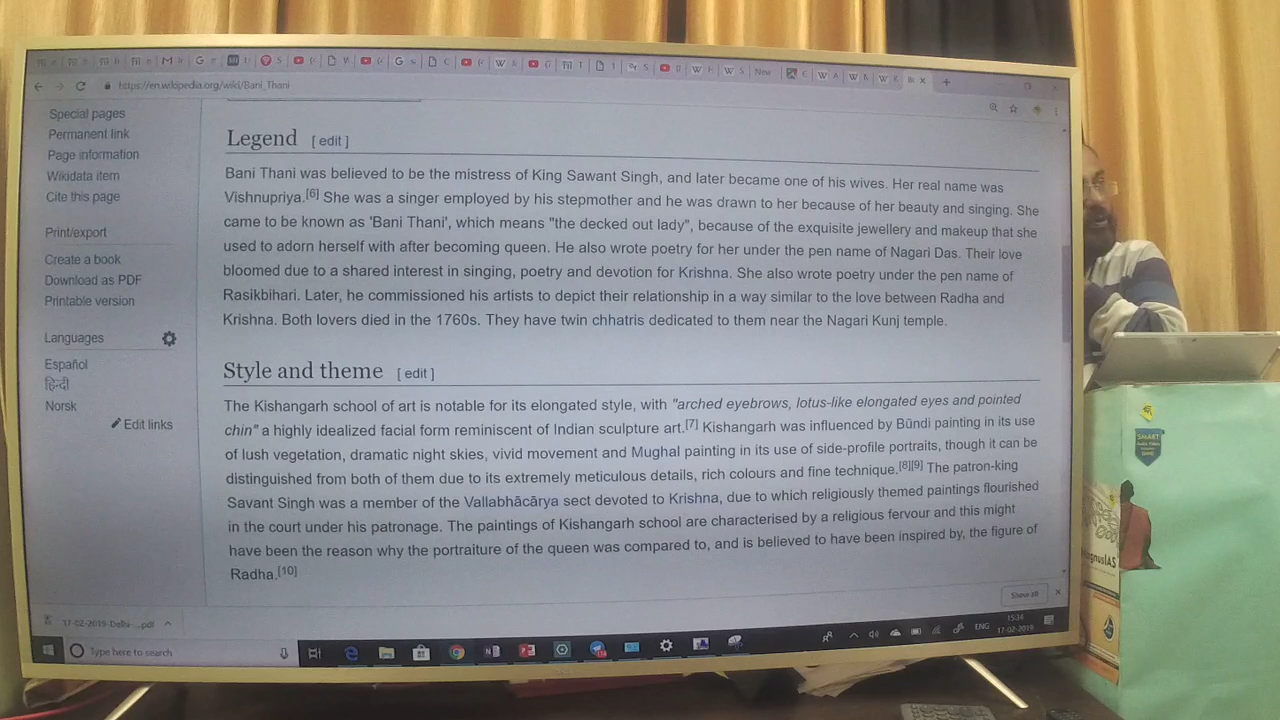 https://en.wikipedia.org/wiki/Bani_Thani
Special pages
Permanent link
Page information
Wikidata item
Cite this page
Print/export
Create a book
Download as PDF
Printable version
Languages
Español
हिन्दी
Norsk
Edit links
Legend [ edit ]
Bani Thani was believed to be the mistress of King Sawant Singh, and later became one of his wives. Her real name was
Vishnupriya.[6] She was a singer employed by his stepmother and he was drawn to her because of her beauty and singing. She
came to be known as 'Bani Thani', which means "the decked out lady", because of the exquisite jewellery and makeup that she
used to adorn herself with after becoming queen. He also wrote poetry for her under the pen name of Nagari Das. Their love
bloomed due to a shared interest in singing, poetry and devotion for Krishna. She also wrote poetry under the pen name of
Rasikbihari. Later, he commissioned his artists to depict their relationship in a way similar to the love between Radha and
Krishna. Both lovers died in the 1760s. They have twin chhatris dedicated to them near the Nagari Kunj temple.
Style and theme [ edit ]
The Kishangarh school of art is notable for its elongated style, with "arched eyebrows, lotus-like elongated eyes and pointed
chin" a highly idealized facial form reminiscent of Indian sculpture art.[7] Kishangarh was influenced by Būndi painting in its use
of lush vegetation, dramatic night skies, vivid movement and Mughal painting in its use of side-profile portraits, though it can be
distinguished from both of them due to its extremely meticulous details, rich colours and fine technique.[8][9] The patron-king
Savant Singh was a member of the Vallabhācārya sect devoted to Krishna, due to which religiously themed paintings flourished
in the court under his patronage. The paintings of Kishangarh school are characterised by a religious fervour and this might
have been the reason why the portraiture of the queen was compared to, and is believed to have been inspired by, the figure of
Radha.[10]
17-02-2019-Delhi-...pdf
Show all
Type here to search
ENG
15:34
17-02-2019
SMART